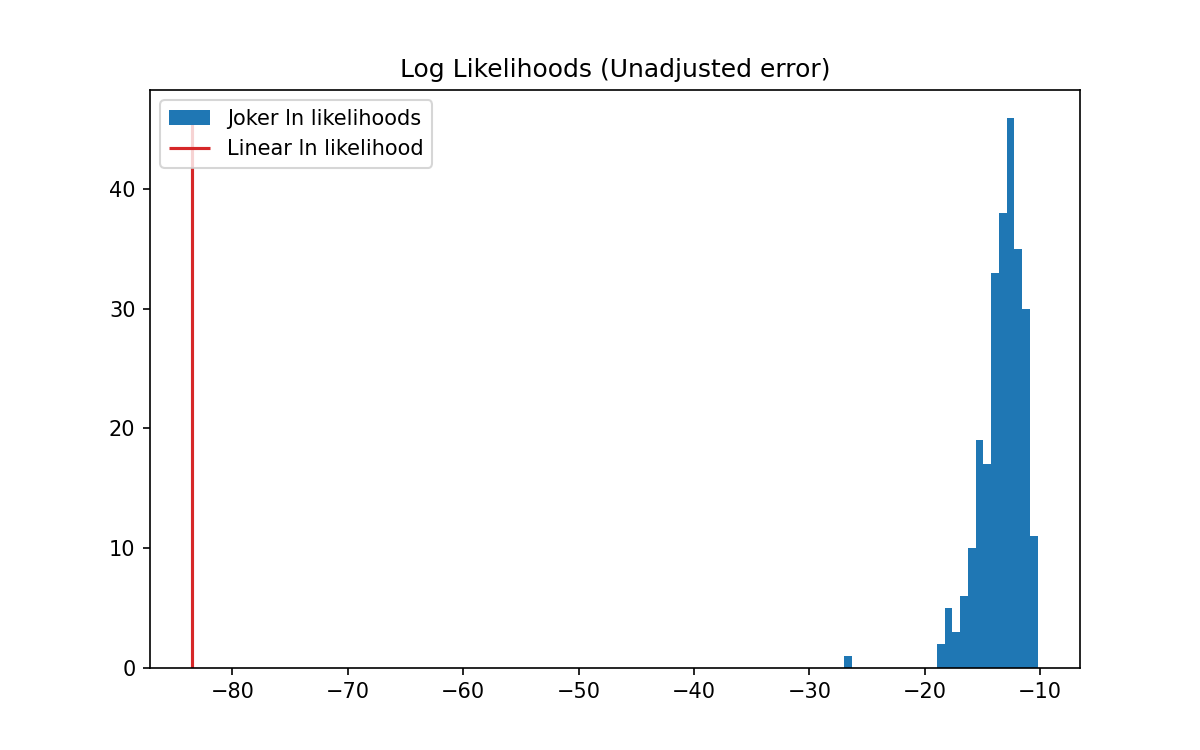 Log Likelihoods (Unadjusted error)
Joker ln likelihoods
Linear ln likelihood
40
30
20
10
0
−80 −70 −60 −50 −40 −30 −20 −10